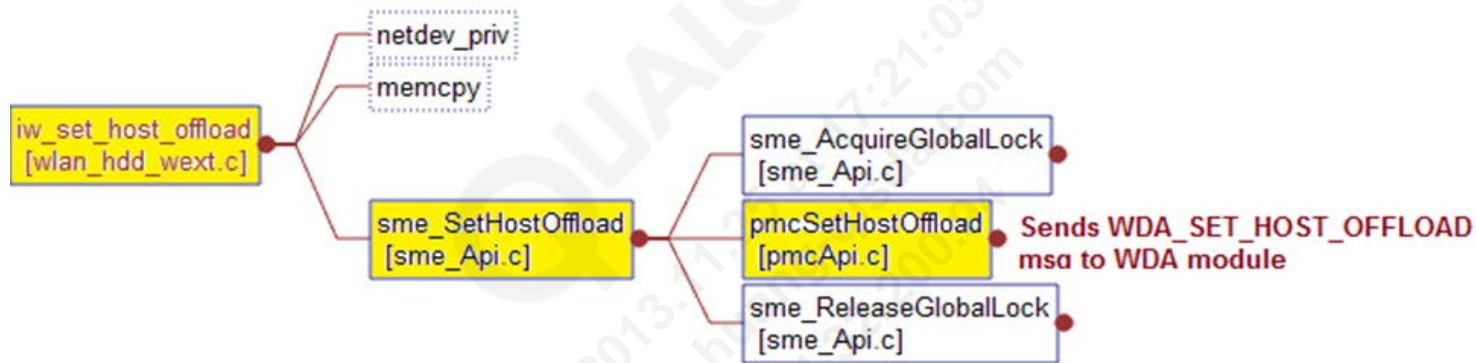 netdev_priv
memcpy
iw_set_host_offload
[wlan_hdd_wext.c]
sme_AcquireGlobalLock
[sme_Api.c]
sme_SetHostOffload
[sme_Api.c]
pmcSetHostOffload
[pmcApi.c]
Sends WDA_SET_HOST_OFFLOAD
msg to WDA module
sme_ReleaseGlobalLock
[sme_Api.c]